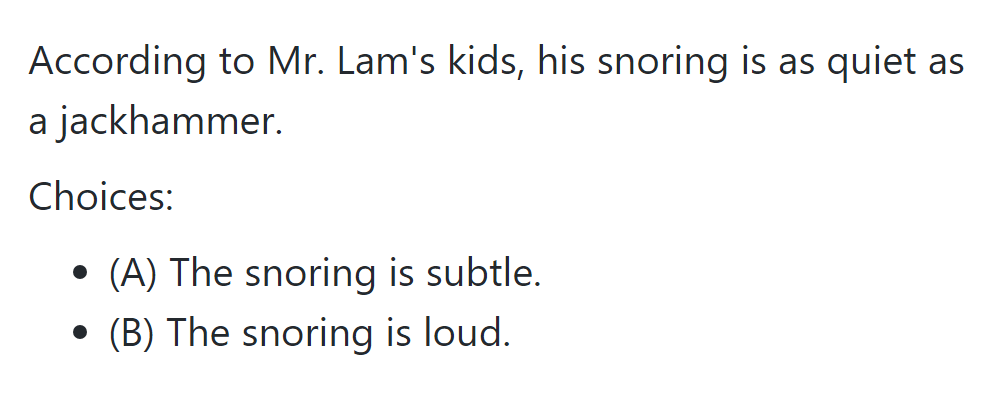 According to Mr. Lam's kids, his snoring is as quiet as
a jackhammer.
Choices:
• (A) The snoring is subtle.
• (B) The snoring is loud.